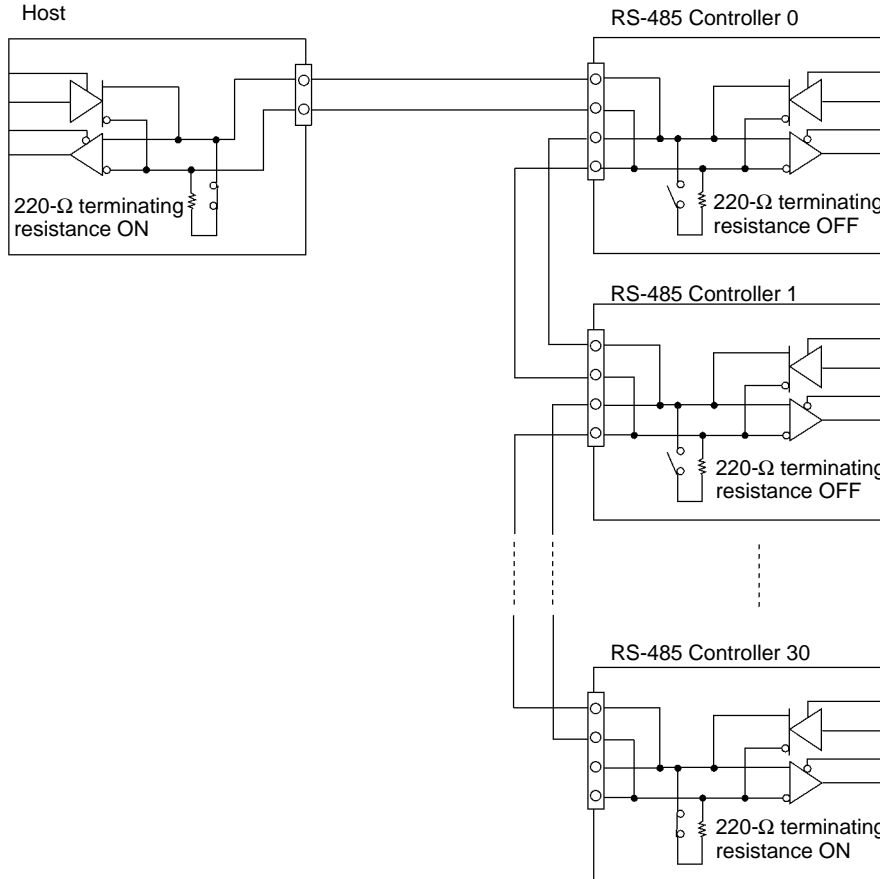 Host
RS-485 Controller 0
220-Ω terminating
resistance ON
220-Ω terminating
resistance OFF
RS-485 Controller 1
220-Ω terminating
resistance OFF
RS-485 Controller 30
220-Ω terminating
resistance ON